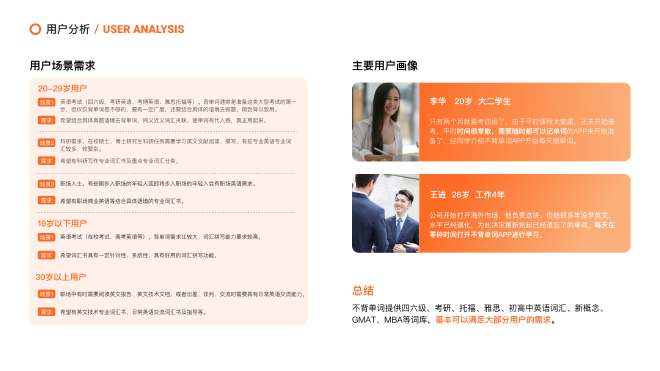 用户分析 / USER ANALYSIS
用户场景需求
20-29岁用户
场景1 英语考试（四六级、考研英语、考博英语、雅思托福等）。背单词通常是准备这类大型考试的第一
步，但仅仅背单词是不够的，要有一定广度，还要结合具体的语境去做题，做到背以致用。
需求 希望结合具体真题语境去背单词，同义近义词汇关联，使单词有代入感，真正用起来。
场景2 科研需求，在校硕士、博士研究生科研任务需要学习英文文献阅读、撰写，有些专业英语专业词
汇较多、较繁杂。
需求 希望有科研写作专业词汇书及重点专业词汇分类。
场景3 职场人士，有些刚步入职场的年轻人或即将步入职场的年轻人会有职场英语需求。
需求 希望有职场商业英语等结合具体语境的专业词汇书。
19岁以下用户
场景1 英语考试（在校考试、高考英语等），背单词需求比较大，词汇拼写能力要求较高。
需求 希望词汇书具有一定针对性、系统性，具有好用的词汇拼写功能。
30岁以上用户
场景1 职场中有时需要阅读英文报告、英文技术文档，或者出差、谈判、交流时需要具有日常英语交流能力。
需求 希望有英文技术专业词汇书、日常英语交流词汇书及指导等。
主要用户画像
李华 20岁 大二学生
只有两个月就要考四级了，由于平时课程太繁重，还未开始备
考，平时时间很零散，需要随时都可以记单词的APP来开始准
备了，经同学介绍不背单词APP开始每天刷单词。
王进 26岁 工作4年
公司开始打开海外市场，他负责这块，但他很多年没学英文，
水平已经退化，为此决定重新拾起已经遗忘了的单词，每天在
零碎时间打开不背单词APP进行学习。
总结
不背单词提供四六级、考研、托福、雅思、初高中英语词汇、新概念、
GMAT、MBA等词库，基本可以满足大部分用户的需求。